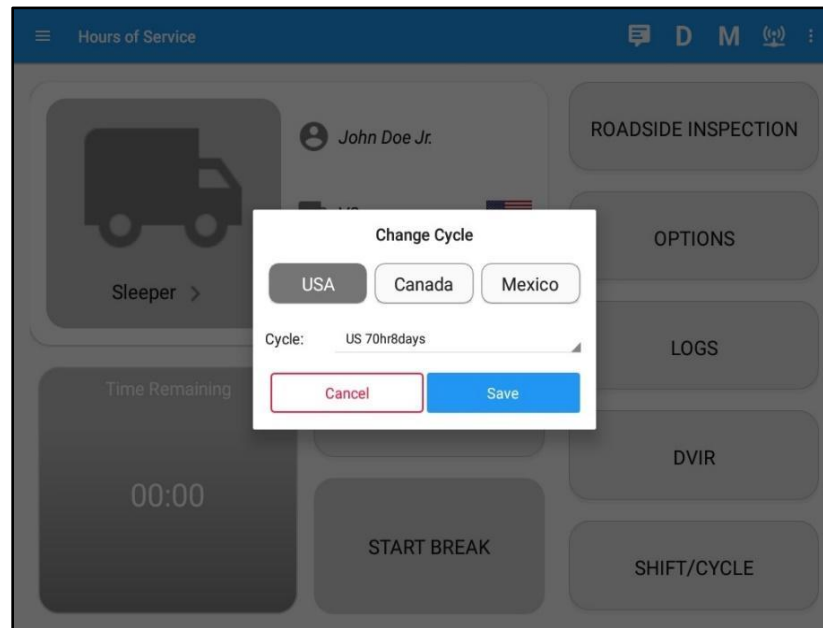 Hours of Service
D M
John Doe Jr.
ROADSIDE INSPECTION
Change Cycle
OPTIONS
USA Canada Mexico
Sleeper >
Cycle: US 70hr8days
LOGS
Time Remaining
Cancel Save
DVIR
00:00
START BREAK
SHIFT/CYCLE